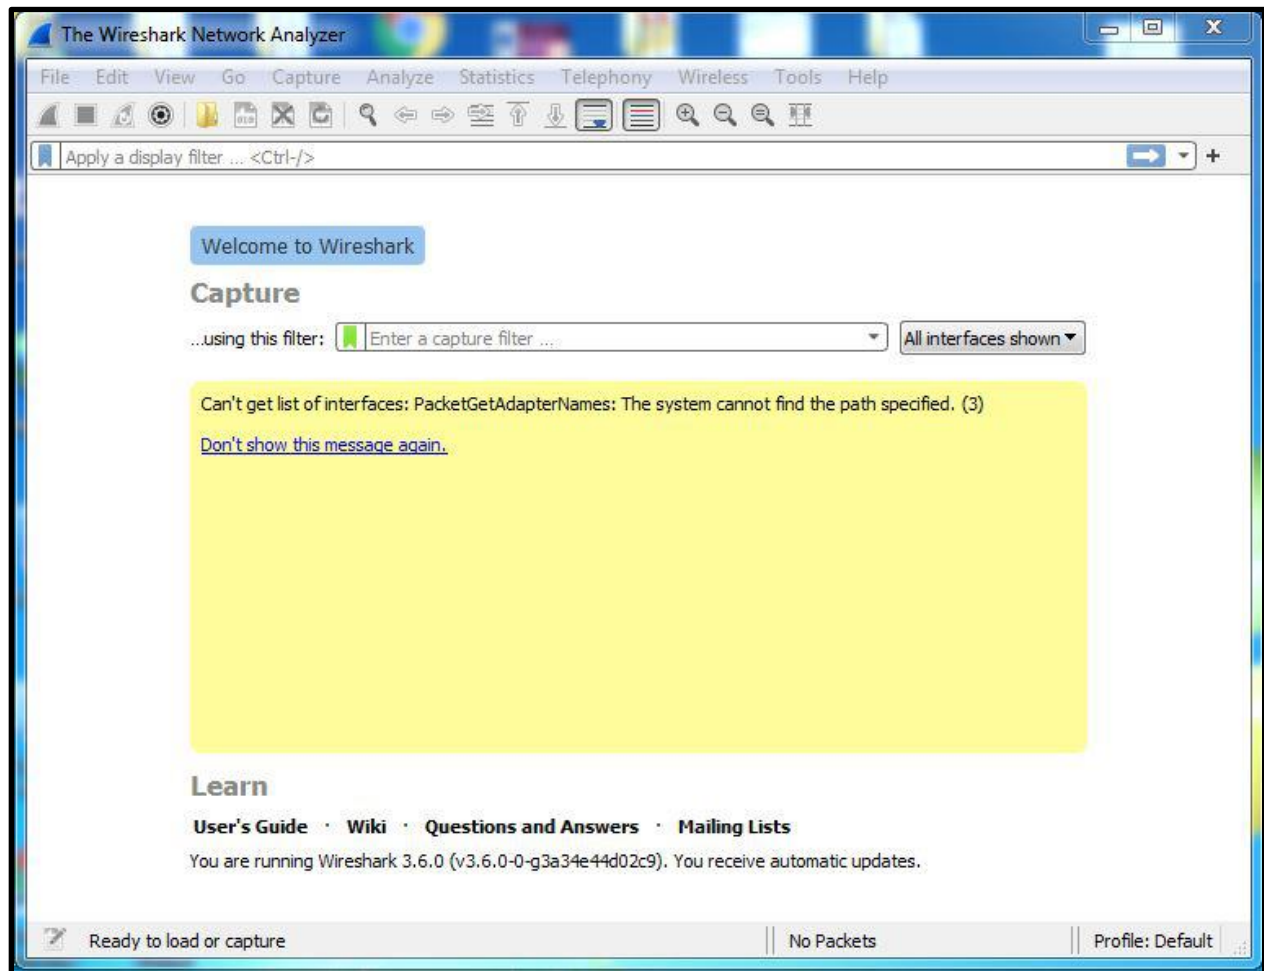 The Wireshark Network Analyzer
File Edit View Go Capture Analyze Statistics Telephony Wireless Tools Help
Apply a display filter ... <Ctrl-/>
Welcome to Wireshark
Capture
...using this filter: Enter a capture filter ... All interfaces shown
Can't get list of interfaces: PacketGetAdapterNames: The system cannot find the path specified. (3)
Don't show this message again.
Learn
User's Guide · Wiki · Questions and Answers · Mailing Lists
You are running Wireshark 3.6.0 (v3.6.0-0-g3a34e44d02c9). You receive automatic updates.
Ready to load or capture No Packets Profile: Default